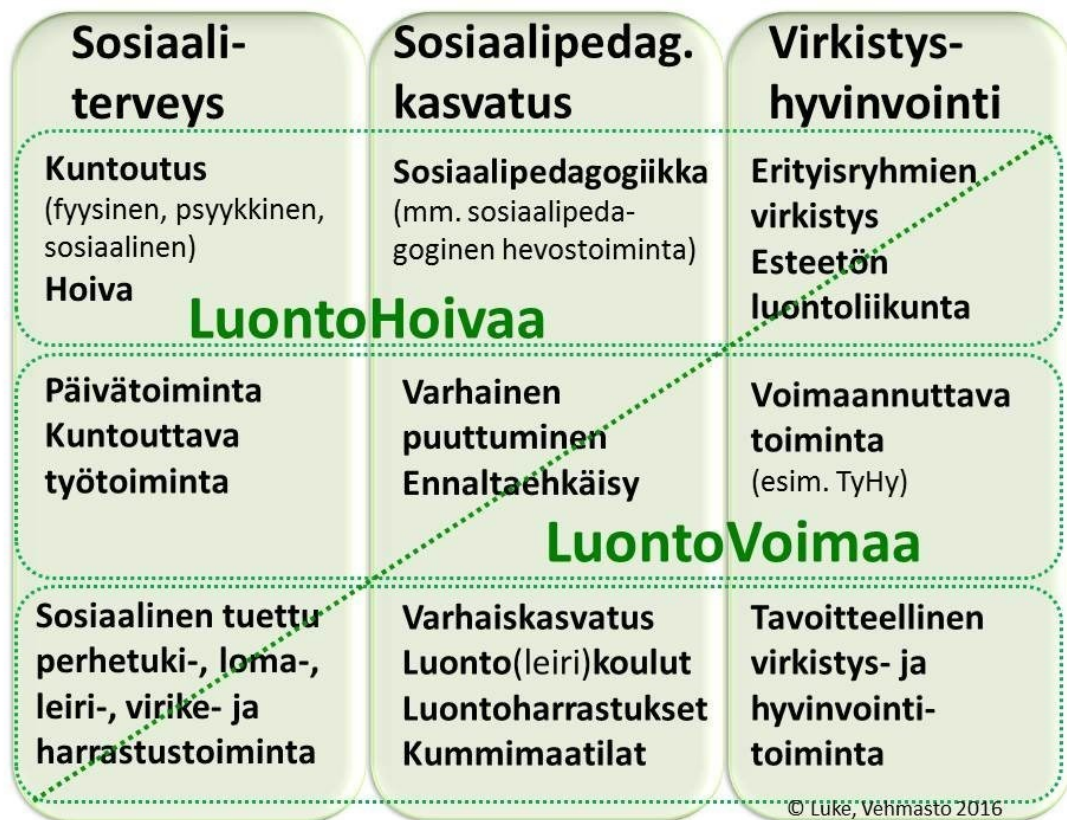 Sosiaali-
terveys
Sosiaalipedag.
kasvatus
Virkistys-
hyvinvointi
Kuntoutus
(fyysinen, psyykkinen,
sosiaalinen)
Hoiva
Sosiaalipedagogiikka
(mm. sosiaalipeda-
goginen hevostoiminta)
Erityisryhmien
virkistys
Esteetön
luontoliikunta
LuontoHoivaa
Päivätoiminta
Kuntouttava
työtoiminta
Varhainen
puuttuminen
Ennaltaehkäisy
Voimaannuttava
toiminta
(esim. TyHy)
LuontoVoimaa
Sosiaalinen tuettu
perhetuki-, loma-,
leiri-, virike- ja
harrastustoiminta
Varhaiskasvatus
Luonto(leiri)koulut
Luontoharrastukset
Kummimaatilat
Tavoitteellinen
virkistys- ja
hyvinvointi-
toiminta
© Luke, Vehmasto 2016